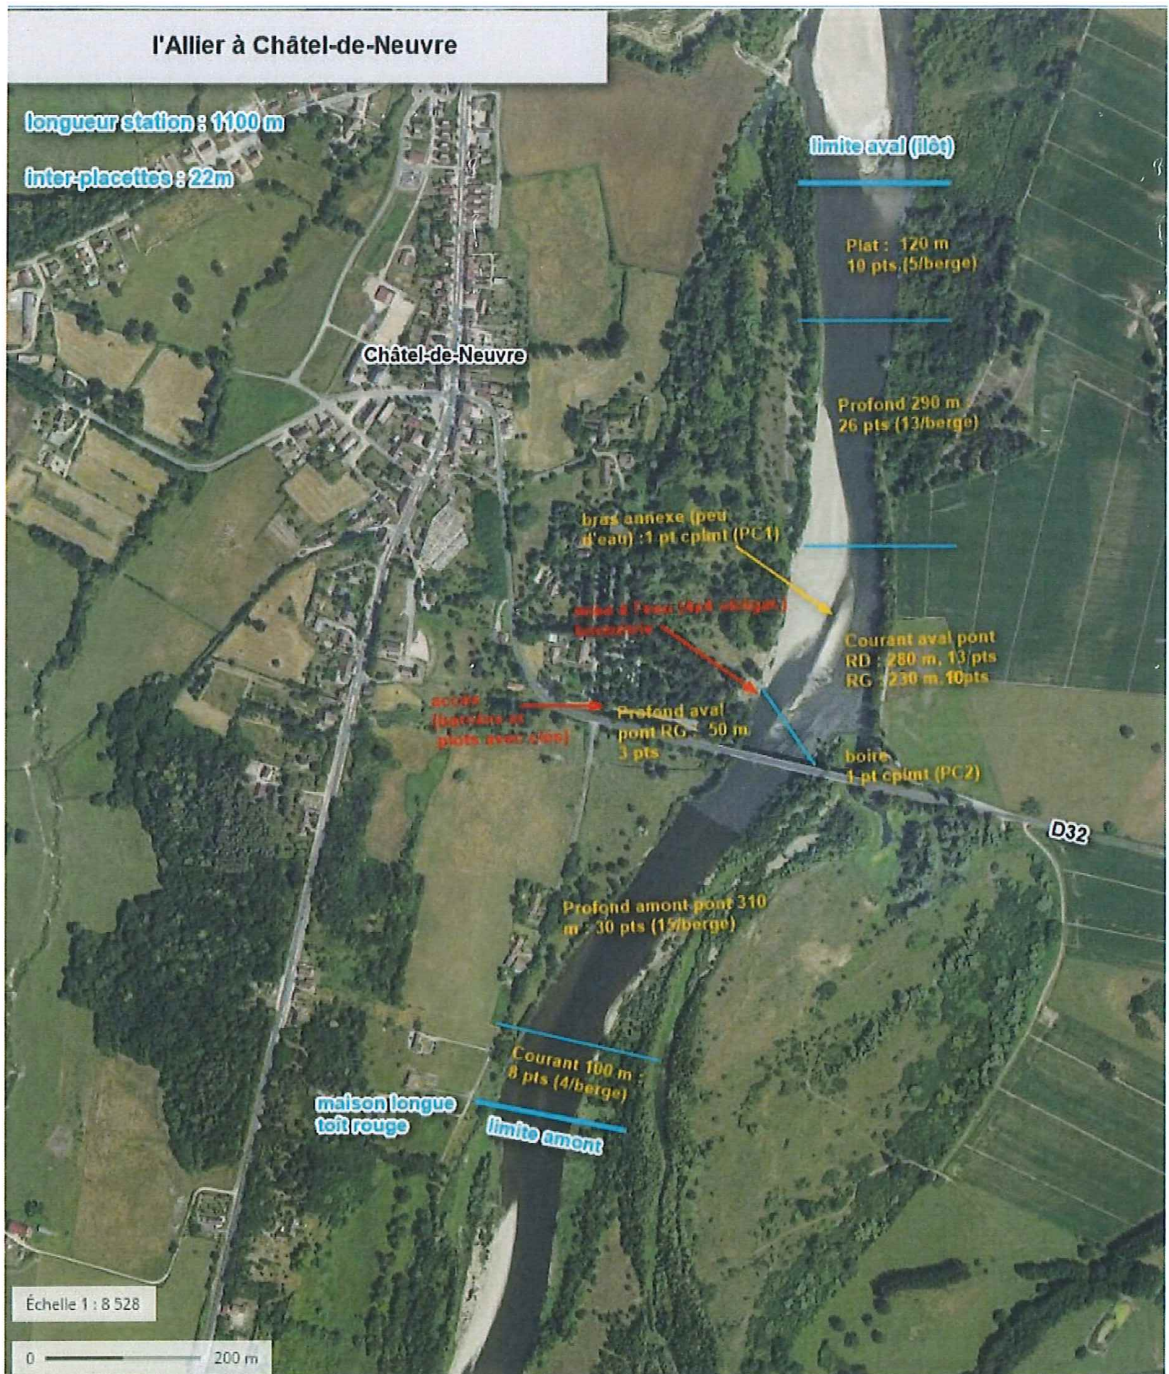 l'Allier à Châtel-de-Neuvre
longueur station : 1100 m
inter-placettes : 22m
limite aval (ilôt)
Plat : 120 m
10 pts (5/berge)
Châtel-de-Neuvre
Profond 290 m :
26 pts (13/berge)
bras annexe (peu
d'eau) :1 pt cplmt (PC1)
Courant aval pont
RD : 280 m, 13 pts
RG : 230 m, 10pts
accès
plots avec
Profond aval
pont RG : 50 m,
3 pts
boire
1 pt cplmt (PC2)
D32
Profond amont pont 310
m : 30 pts (15/berge)
Courant 100 m :
8 pts (4/berge)
maison longue
toit rouge
limite amont
Échelle 1 : 8 528
0 200 m